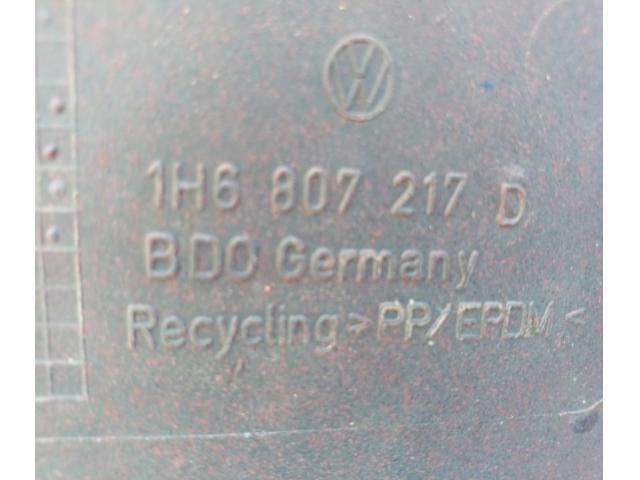 1H6 807 217 D
BDO Germany
Recycling >PP/EPDM<